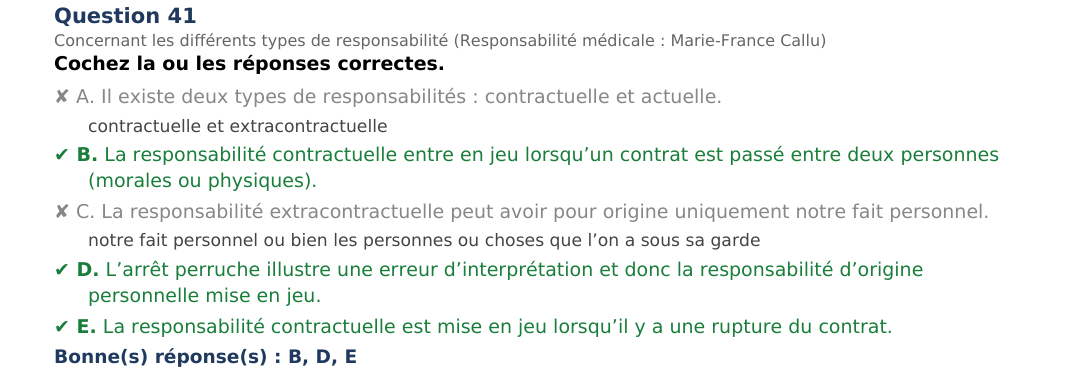 Question 41
Concernant les différents types de responsabilité (Responsabilité médicale : Marie-France Callu)
Cochez la ou les réponses correctes.
✘ A. Il existe deux types de responsabilités : contractuelle et actuelle.
contractuelle et extracontractuelle
✔ B. La responsabilité contractuelle entre en jeu lorsqu’un contrat est passé entre deux personnes
(morales ou physiques).
✘ C. La responsabilité extracontractuelle peut avoir pour origine uniquement notre fait personnel.
notre fait personnel ou bien les personnes ou choses que l’on a sous sa garde
✔ D. L’arrêt perruche illustre une erreur d’interprétation et donc la responsabilité d’origine
personnelle mise en jeu.
✔ E. La responsabilité contractuelle est mise en jeu lorsqu’il y a une rupture du contrat.
Bonne(s) réponse(s) : B, D, E